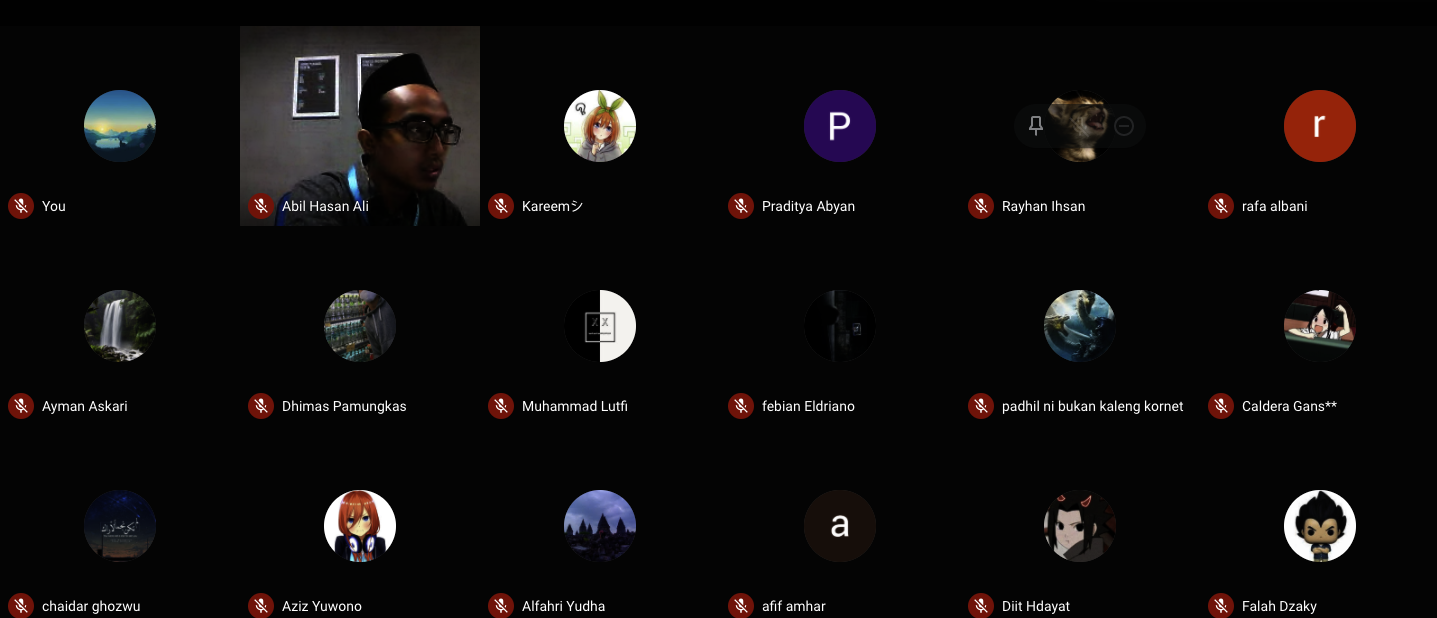 You
Abil Hasan Ali
Kareemシ
P
Praditya Abyan
Rayhan Ihsan
r
rafa albani
Ayman Askari
Dhimas Pamungkas
XX
Muhammad Lutfi
febian Eldriano
padhil ni bukan kaleng kornet
Caldera Gans**
chaidar ghozwu
Aziz Yuwono
Alfahri Yudha
a
afif amhar
Diit Hdayat
Falah Dzaky